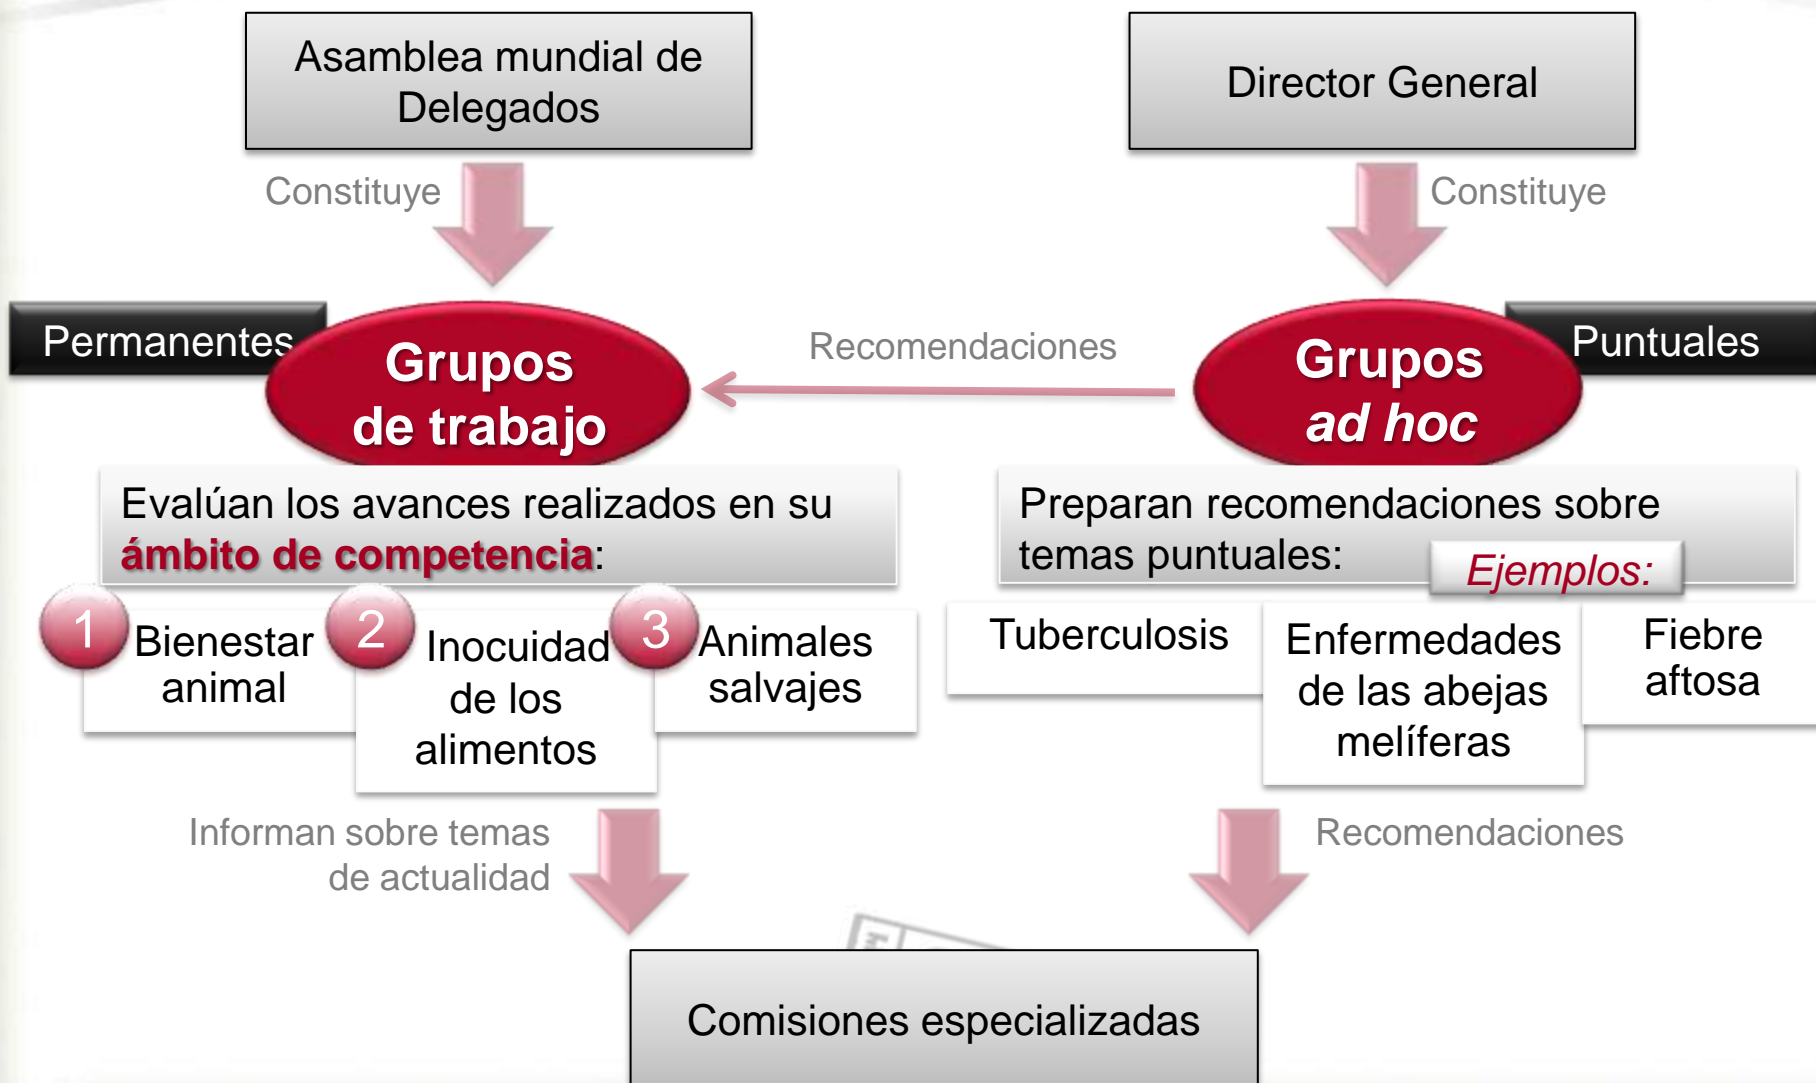 Asamblea mundial de
Delegados
Director General
Constituye
Constituye
Permanentes
Grupos
de trabajo
Recomendaciones
Grupos
ad hoc
Puntuales
Evalúan los avances realizados en su
ámbito de competencia:
Preparan recomendaciones sobre
temas puntuales:
Ejemplos:
1
Bienestar
animal
2
Inocuidad
de los
alimentos
3
Animales
salvajes
Tuberculosis
Enfermedades
de las abejas
melíferas
Fiebre
aftosa
Informan sobre temas
de actualidad
Recomendaciones
Comisiones especializadas